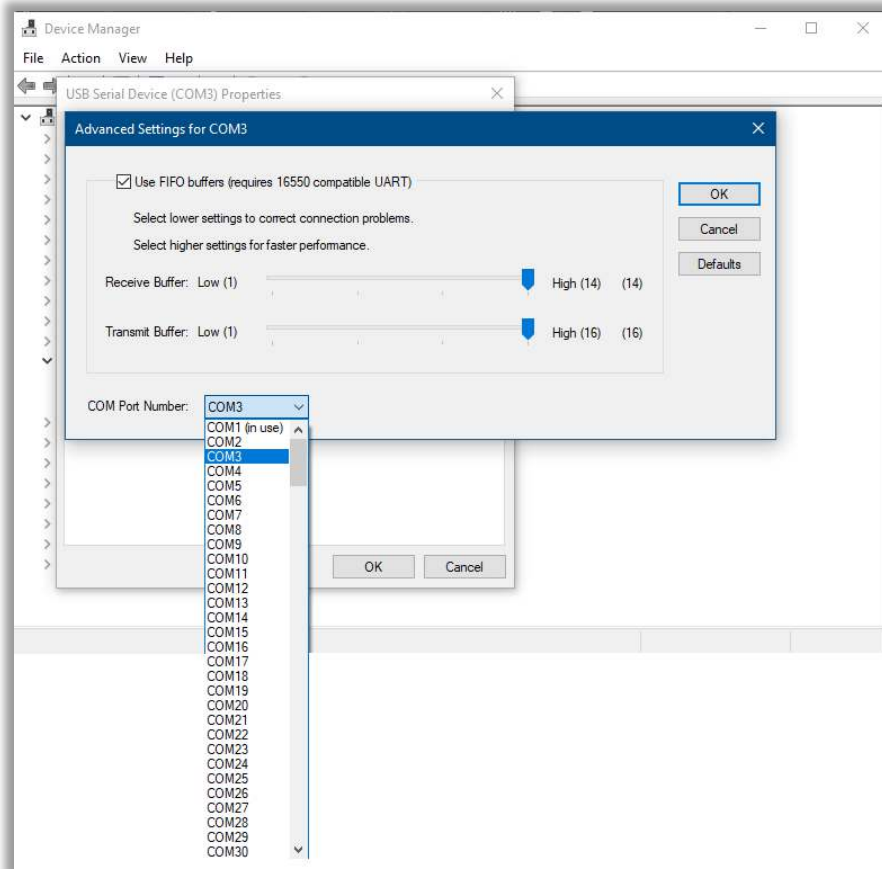 Device Manager
File Action View Help
USB Serial Device (COM3) Properties
Advanced Settings for COM3
Use FIFO buffers (requires 16550 compatible UART)
Select lower settings to correct connection problems.
Select higher settings for faster performance.
Receive Buffer: Low (1) High (14) (14)
Transmit Buffer: Low (1) High (16) (16)
OK
Cancel
Defaults
COM Port Number: COM3
COM1 (in use)
COM2
COM3
COM4
COM5
COM6
COM7
COM8
COM9
COM10
COM11
COM12
COM13
COM14
COM15
COM16
COM17
COM18
COM19
COM20
COM21
COM22
COM23
COM24
COM25
COM26
COM27
COM28
COM29
COM30
OK Cancel